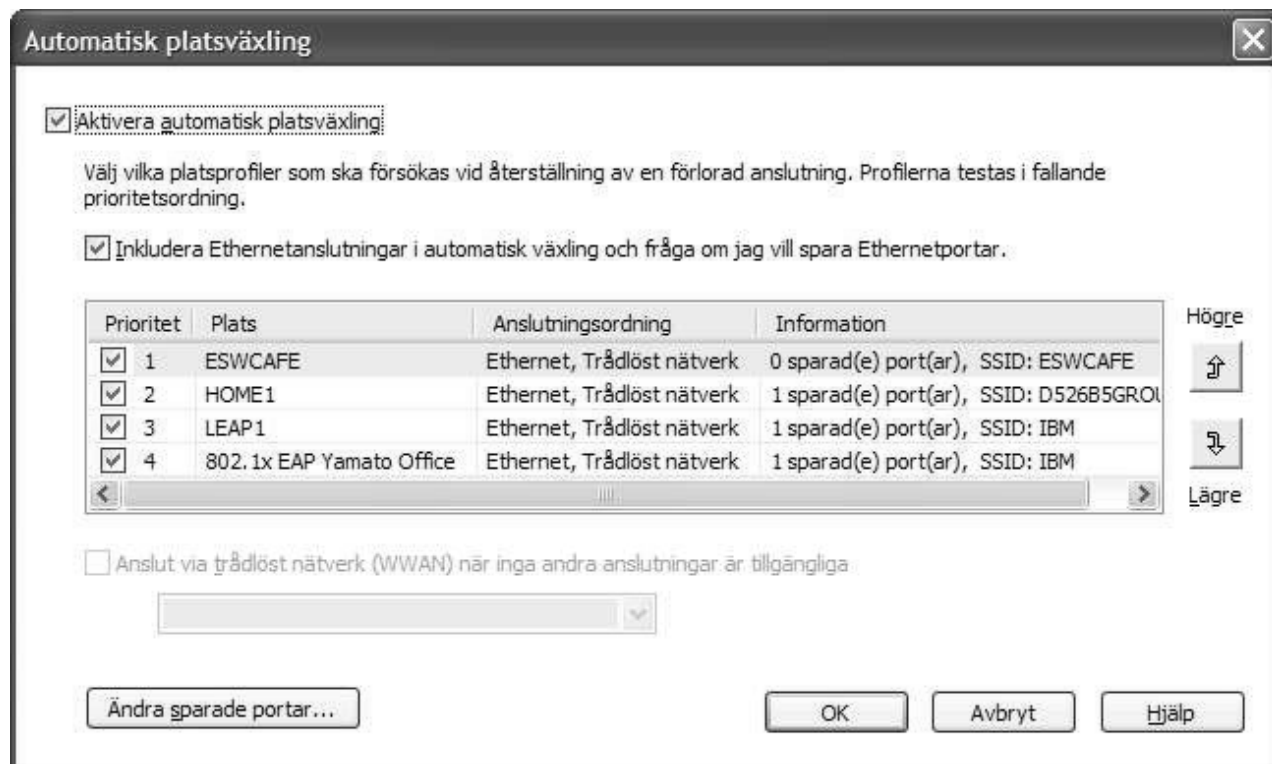 Automatisk platsväxling
Aktivera automatisk platsväxling
Välj vilka platsprofiler som ska försökas vid återställning av en förlorad anslutning. Profilerna testas i fallande
prioritetsordning.
Inkludera Ethernetanslutningar i automatisk växling och fråga om jag vill spara Ethernetportar.
Prioritet Plats Anslutningsordning Information
Högre
1 ESWCAFE Ethernet, Trådlöst nätverk 0 sparad(e) port(ar), SSID: ESWCAFE
2 HOME1 Ethernet, Trådlöst nätverk 1 sparad(e) port(ar), SSID: D526B5GROU
3 LEAP1 Ethernet, Trådlöst nätverk 1 sparad(e) port(ar), SSID: IBM
4 802.1x EAP Yamato Office Ethernet, Trådlöst nätverk 1 sparad(e) port(ar), SSID: IBM
Lägre
Anslut via trådlöst nätverk (WWAN) när inga andra anslutningar är tillgängliga
Ändra sparade portar... OK Avbryt Hjälp